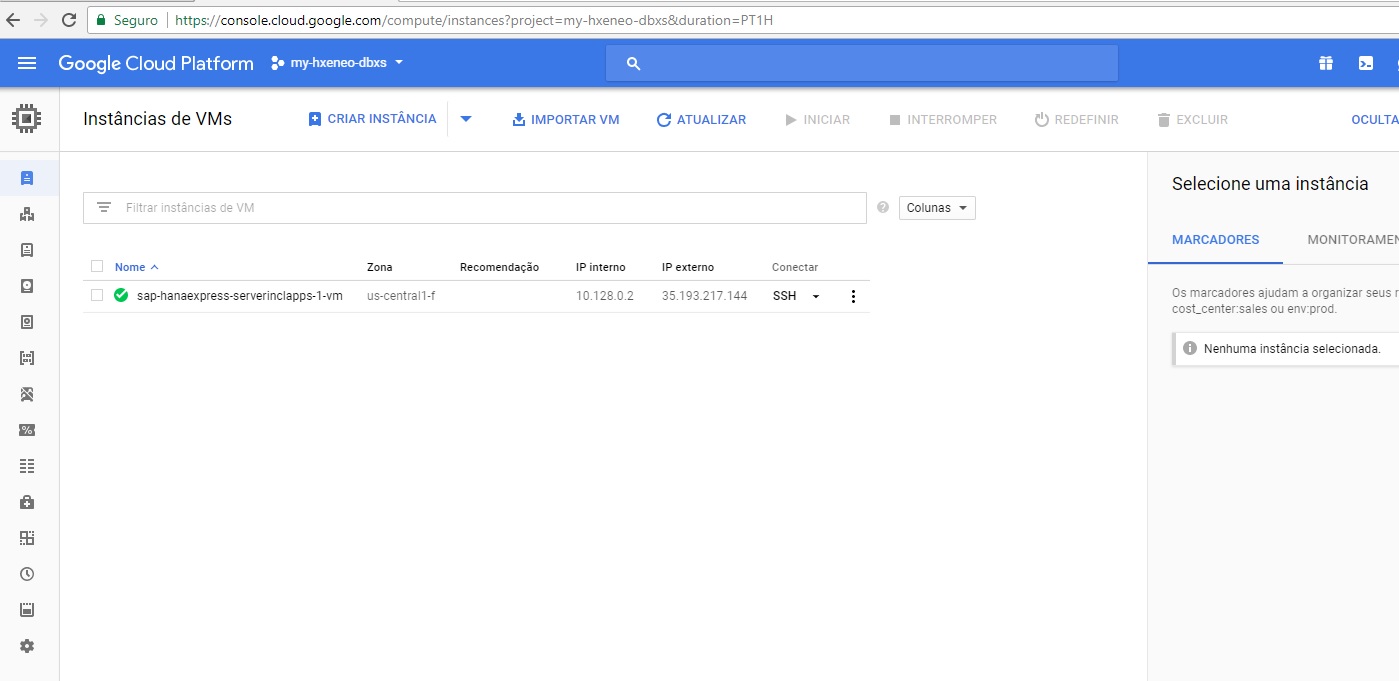 Seguro https://console.cloud.google.com/compute/instances?project=my-hxeneo-dbxs&duration=PT1H
Google Cloud Platform my-hxeneo-dbxs
Instâncias de VMs CRIAR INSTÂNCIA IMPORTAR VM ATUALIZAR INICIAR INTERROMPER REDEFINIR EXCLUIR OCULTA
Selecione uma instância
Filtrar instâncias de VM Colunas
MARCADORES MONITORAMEN
Nome Zona Recomendação IP interno IP externo Conectar
sap-hanaexpress-serverinclapps-1-vm us-central1-f 10.128.0.2 35.193.217.144 SSH
Os marcadores ajudam a organizar seus r
cost_center:sales ou env:prod.
Nenhuma instância selecionada.